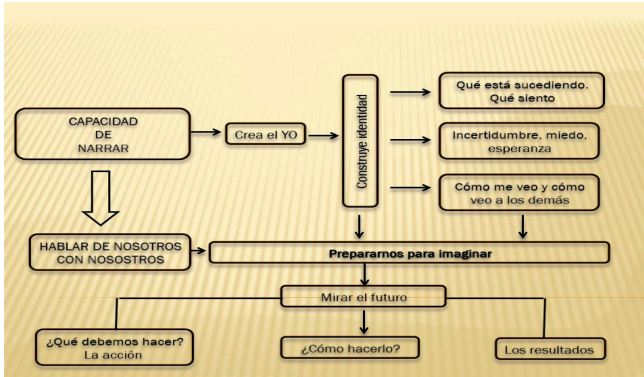 CAPACIDAD
DE
NARRAR
Crea el YO
Construye identidad
Qué está sucediendo.
Qué siento
Incertidumbre, miedo,
esperanza
Cómo me veo y cómo
veo a los demás
HABLAR DE NOSOTROS
CON NOSOSTROS
Prepararnos para imaginar
Mirar el futuro
¿Qué debemos hacer?
La acción
¿Cómo hacerlo?
Los resultados